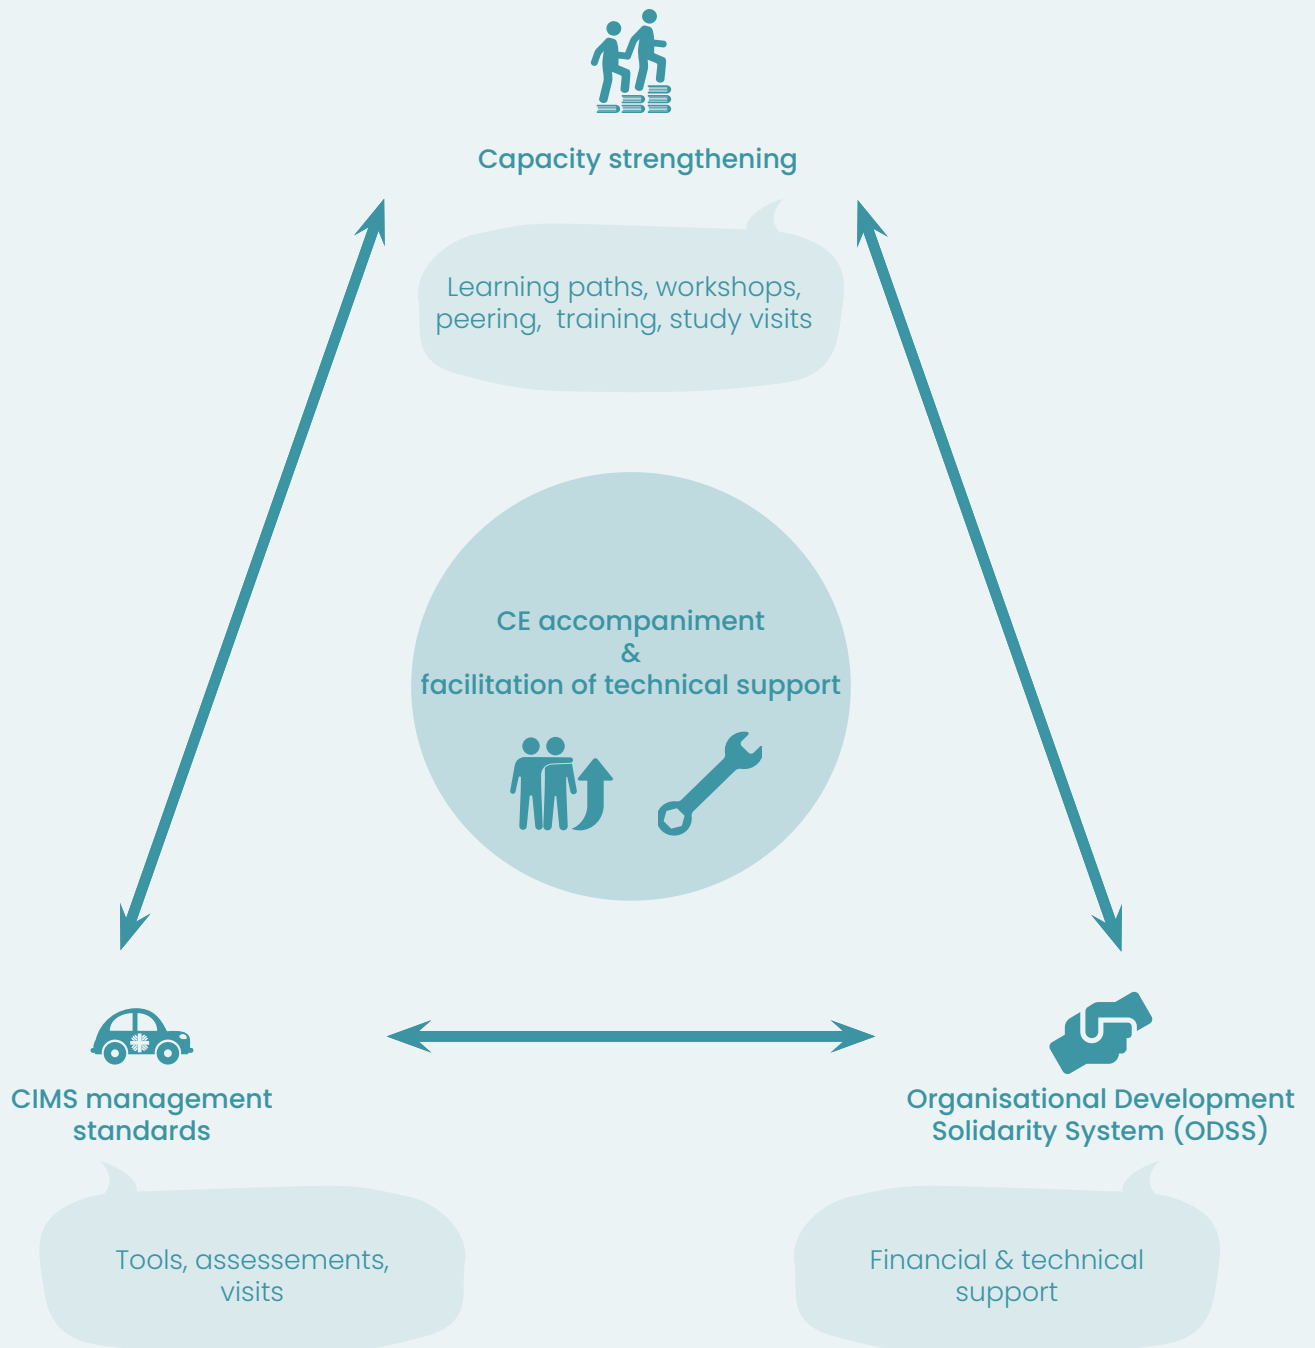 Capacity strengthening
Learning paths, workshops,
peering, training, study visits
CE accompaniment
&
facilitation of technical support
CIMS management
standards
Organisational Development
Solidarity System (ODSS)
Tools, assessements,
visits
Financial & technical
support